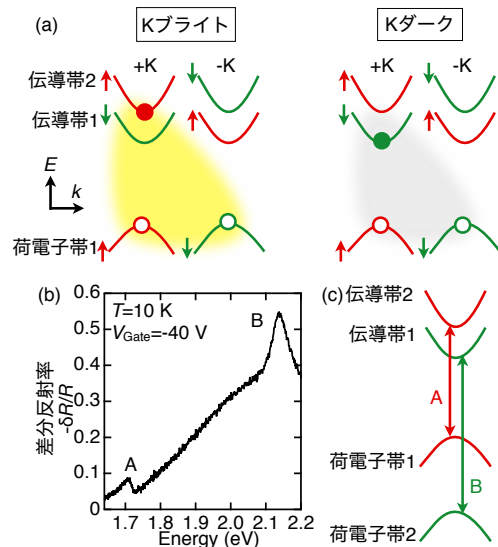 (a)
Kブライト
Kダーク
+K -K
+K -K
伝導帯2
伝導帯1
E
k
荷電子帯1
(b)
T=10 K
V_Gate=-40 V
A
B
差分反射率
-δR/R
0.6
0.5
0.4
0.3
0.2
0.1
0
1.7 1.8 1.9 2.0 2.1 2.2
Energy (eV)
(c)
伝導帯2
伝導帯1
A
荷電子帯1
B
荷電子帯2